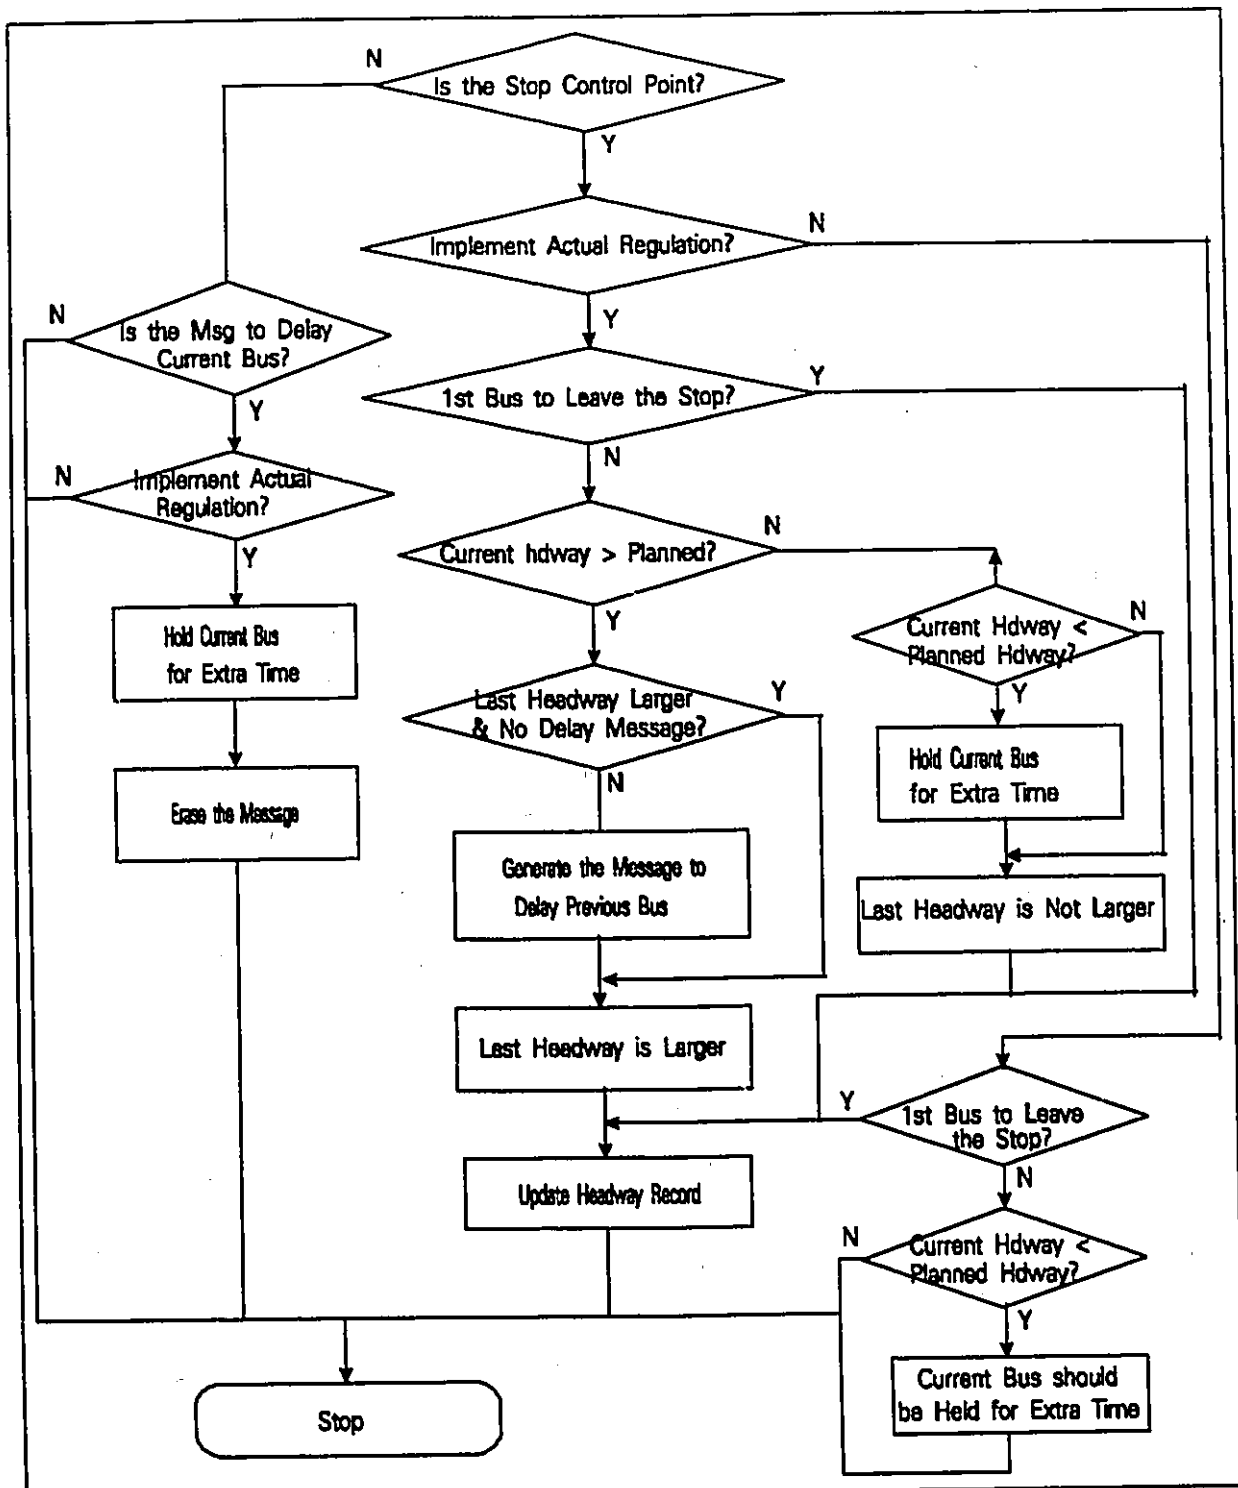 N
Is the Stop Control Point?
Y
Implement Actual Regulation?
N
N
Is the Msg to Delay
Current Bus?
Y
Y
1st Bus to Leave the Stop?
Y
N
Implement Actual
Regulation?
Y
N
Current hdway > Planned?
N
Y
Hold Current Bus
for Extra Time
Current Hdway <
Planned Hdway?
N
Y
Last Headway Larger
& No Delay Message?
Y
N
Hold Current Bus
for Extra Time
Erase the Message
Generate the Message to
Delay Previous Bus
Last Headway is Not Larger
Last Headway is Larger
Y
1st Bus to Leave
the Stop?
N
Update Headway Record
N
Current Hdway <
Planned Hdway?
Y
Current Bus should
be Held for Extra Time
Stop